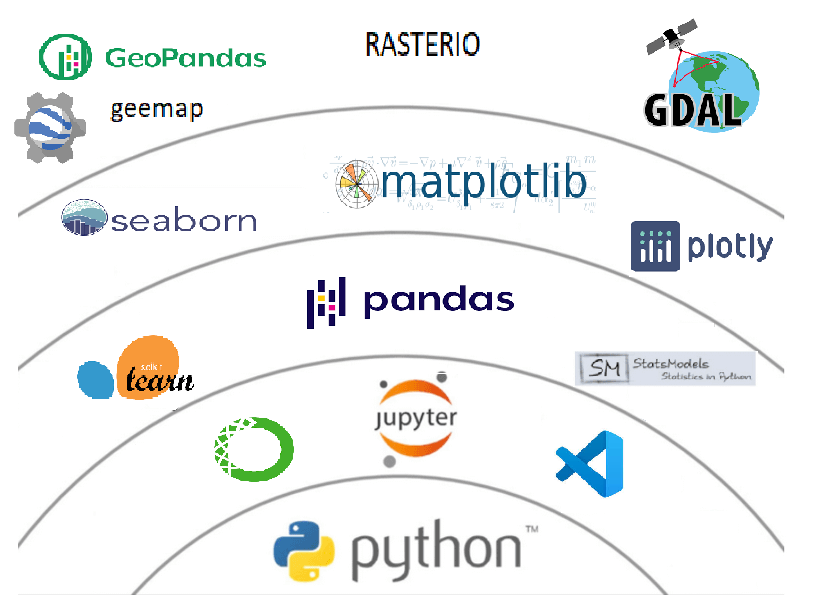 GeoPandas
RASTERIO
GDAL
geemap
matplotlib
seaborn
plotly
pandas
scikit
learn
SM
StatsModels
Statistics in Python
jupyter
python™